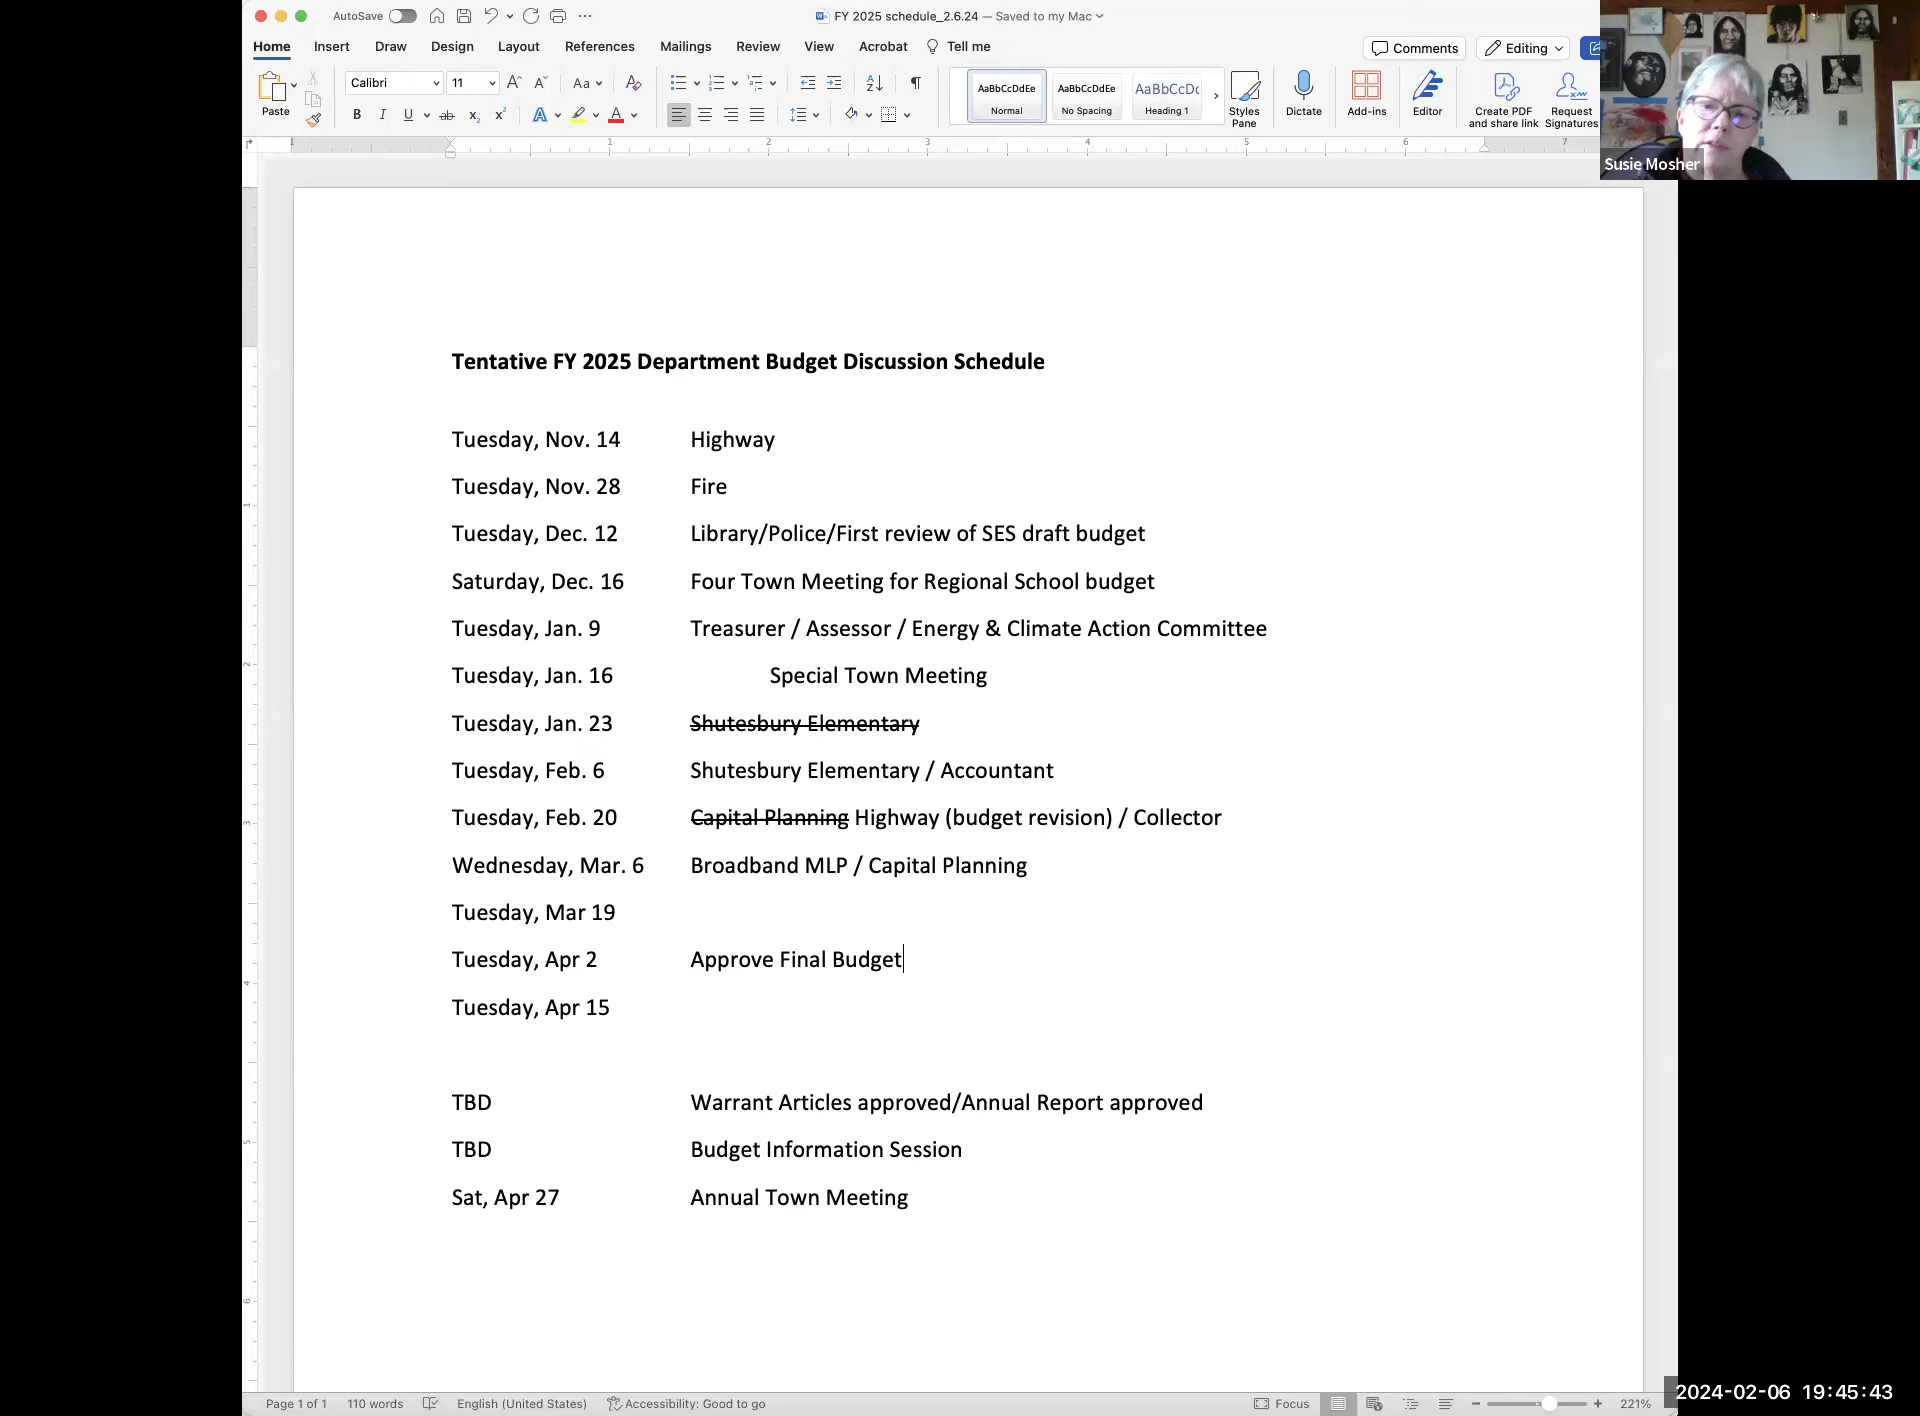 AutoSave
FY 2025 schedule_2.6.24 — Saved to my Mac
Home Insert Draw Design Layout References Mailings Review View Acrobat Tell me
Comments Editing
Paste
Calibri 11
AaBbCcDdEe AaBbCcDdEe AaBbCcDc
Normal No Spacing Heading 1
Styles Pane
Dictate
Add-ins
Editor
Create PDF and share link
Request Signatures
Susie Mosher
Tentative FY 2025 Department Budget Discussion Schedule
Tuesday, Nov. 14 Highway
Tuesday, Nov. 28 Fire
Tuesday, Dec. 12 Library/Police/First review of SES draft budget
Saturday, Dec. 16 Four Town Meeting for Regional School budget
Tuesday, Jan. 9 Treasurer / Assessor / Energy & Climate Action Committee
Tuesday, Jan. 16 Special Town Meeting
Tuesday, Jan. 23 Shutesbury Elementary
Tuesday, Feb. 6 Shutesbury Elementary / Accountant
Tuesday, Feb. 20 Capital Planning Highway (budget revision) / Collector
Wednesday, Mar. 6 Broadband MLP / Capital Planning
Tuesday, Mar 19
Tuesday, Apr 2 Approve Final Budget
Tuesday, Apr 15
TBD Warrant Articles approved/Annual Report approved
TBD Budget Information Session
Sat, Apr 27 Annual Town Meeting
Page 1 of 1 110 words English (United States) Accessibility: Good to go Focus 221%
2024-02-06 19:45:43